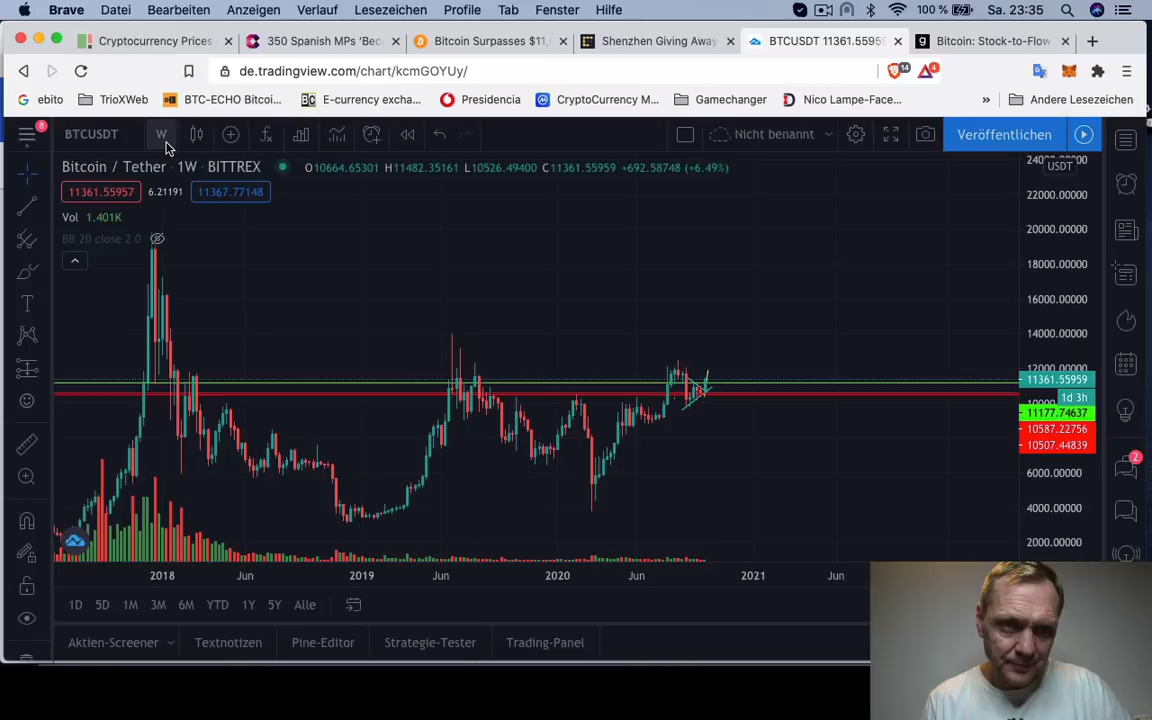 Brave Datei Bearbeiten Anzeigen Verlauf Lesezeichen Profile Tab Fenster Hilfe 100 % Sa. 23:35
Cryptocurrency Prices 350 Spanish MPs 'Bec Bitcoin Surpasses $11, Shenzhen Giving Away BTCUSDT 11361.5595 Bitcoin: Stock-to-Flow
de.tradingview.com/chart/kcmGOYUy/ 14 4
ebito TrioXWeb BTC-ECHO Bitcoi... E-currency excha... Presidencia CryptoCurrency M... Gamechanger Nico Lampe-Face... » Andere Lesezeichen
8 BTCUSDT W Nicht benannt Veröffentlichen
Bitcoin / Tether · 1W · BITTREX O10664.65301 H11482.35161 L10526.49400 C11361.55959 +692.58748 (+6.49%)
24000.00000
USDT
11361.55957 6.21191 11367.77148
22000.00000
Vol 1.401K
20000.00000
BB 20 close 2 0
18000.00000
16000.00000
14000.00000
12000.00000
11361.55959
1d 3h
11177.74637
10587.22756
10507.44839
6000.00000
4000.00000
2000.00000
2
2018 Jun 2019 Jun 2020 Jun 2021 Jun
1D 5D 1M 3M 6M YTD 1Y 5Y Alle
Aktien-Screener Textnotizen Pine-Editor Strategie-Tester Trading-Panel